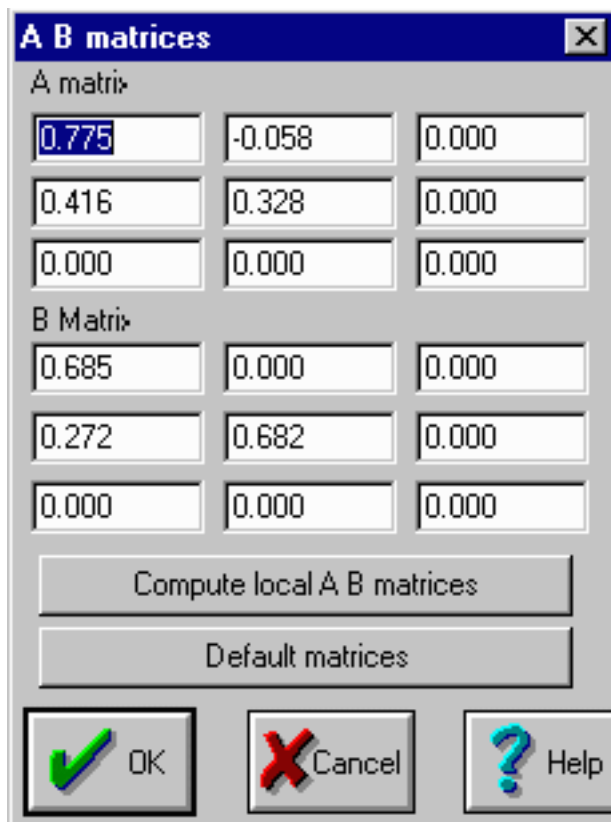 A B matrices
A matrix
0.775 -0.058 0.000
0.416 0.328 0.000
0.000 0.000 0.000
B Matrix
0.685 0.000 0.000
0.272 0.682 0.000
0.000 0.000 0.000
Compute local A B matrices
Default matrices
OK Cancel Help